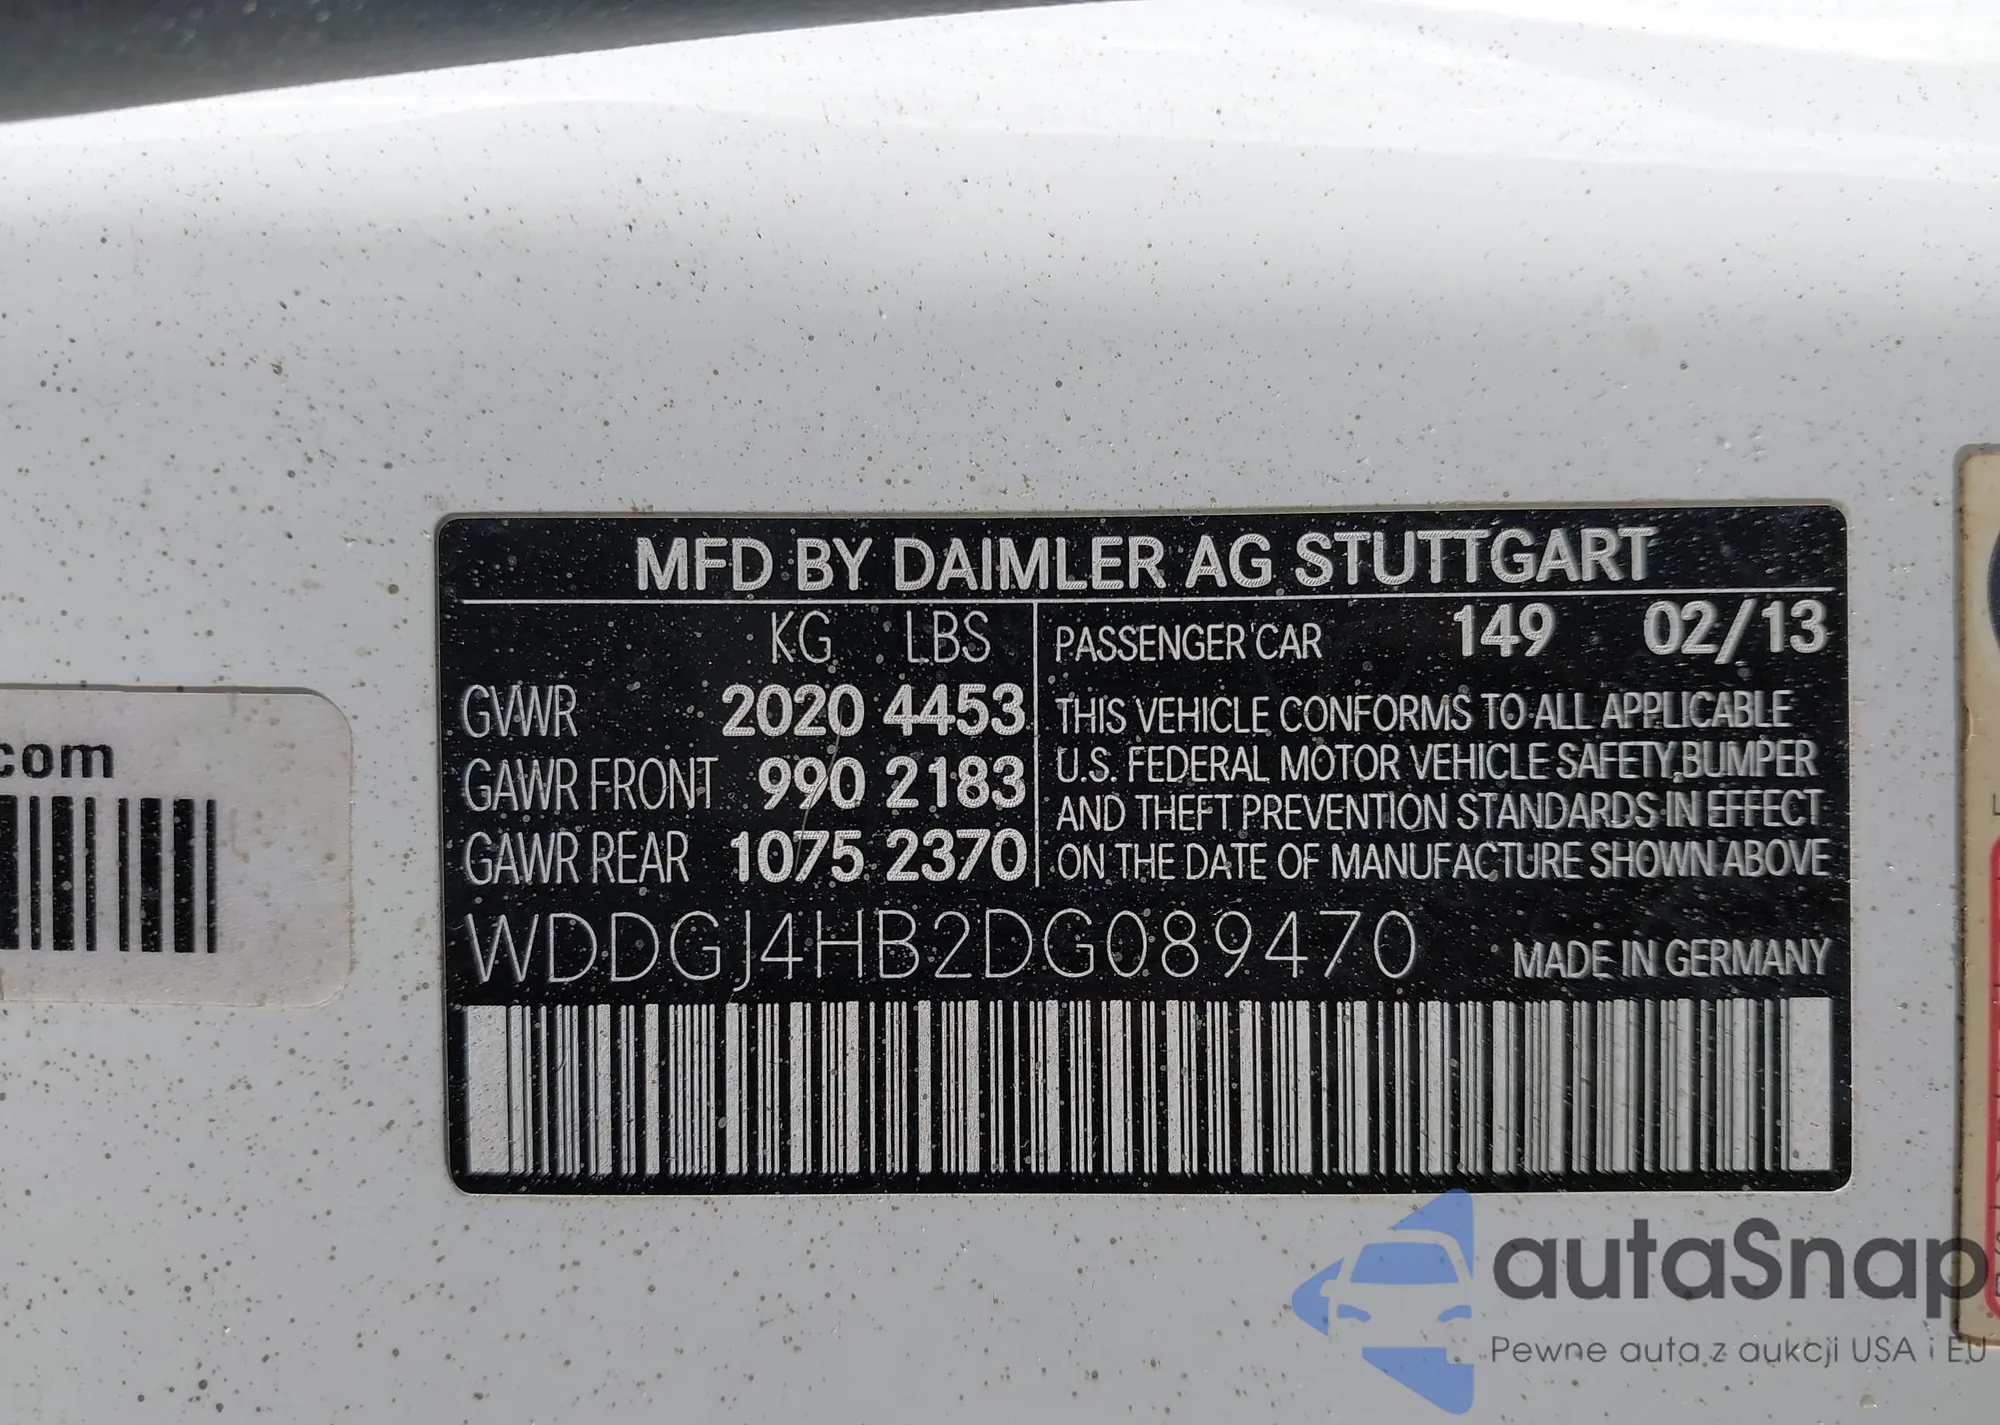 MFD BY DAIMLER AG STUTTGART
KG LBS
GVWR 2020 4453
GAWR FRONT 990 2183
GAWR REAR 1075 2370
PASSENGER CAR 149 02/13
THIS VEHICLE CONFORMS TO ALL APPLICABLE
U.S. FEDERAL MOTOR VEHICLE SAFETY,BUMPER
AND THEFT PREVENTION STANDARDS IN EFFECT
ON THE DATE OF MANUFACTURE SHOWN ABOVE
WDDGJ4HB2DG089470
MADE IN GERMANY
.com
autaSnap
Pewne auta z aukcji USA i EU